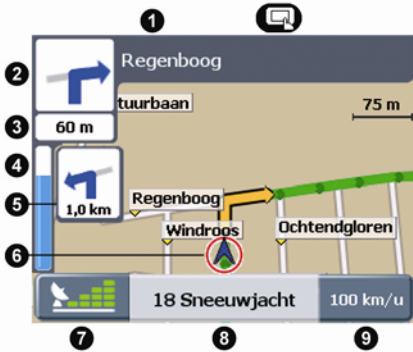 1
2
Regenboog
tuurbaan
75 m
3
60 m
4
5
1,0 km
Regenboog
Windroos
Ochtendgloren
6
18 Sneeuwjacht
100 km/u
7
8
9